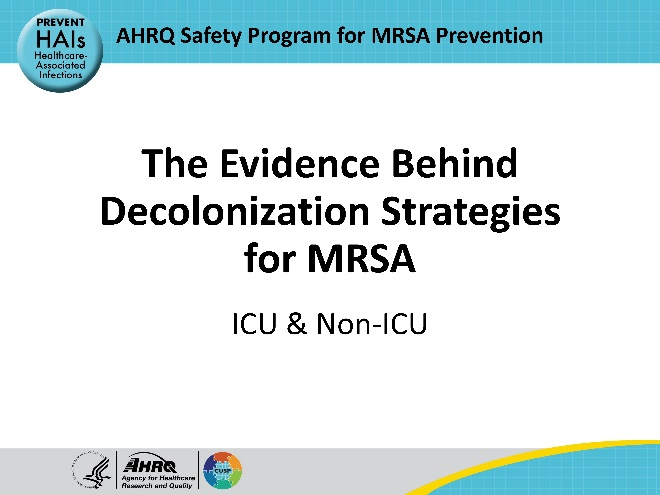 PREVENT
HAIs
Healthcare-
Associated
Infections
AHRQ Safety Program for MRSA Prevention
The Evidence Behind
Decolonization Strategies
for MRSA
ICU & Non-ICU
AHRQ
Agency for Healthcare
Research and Quality
CUSP